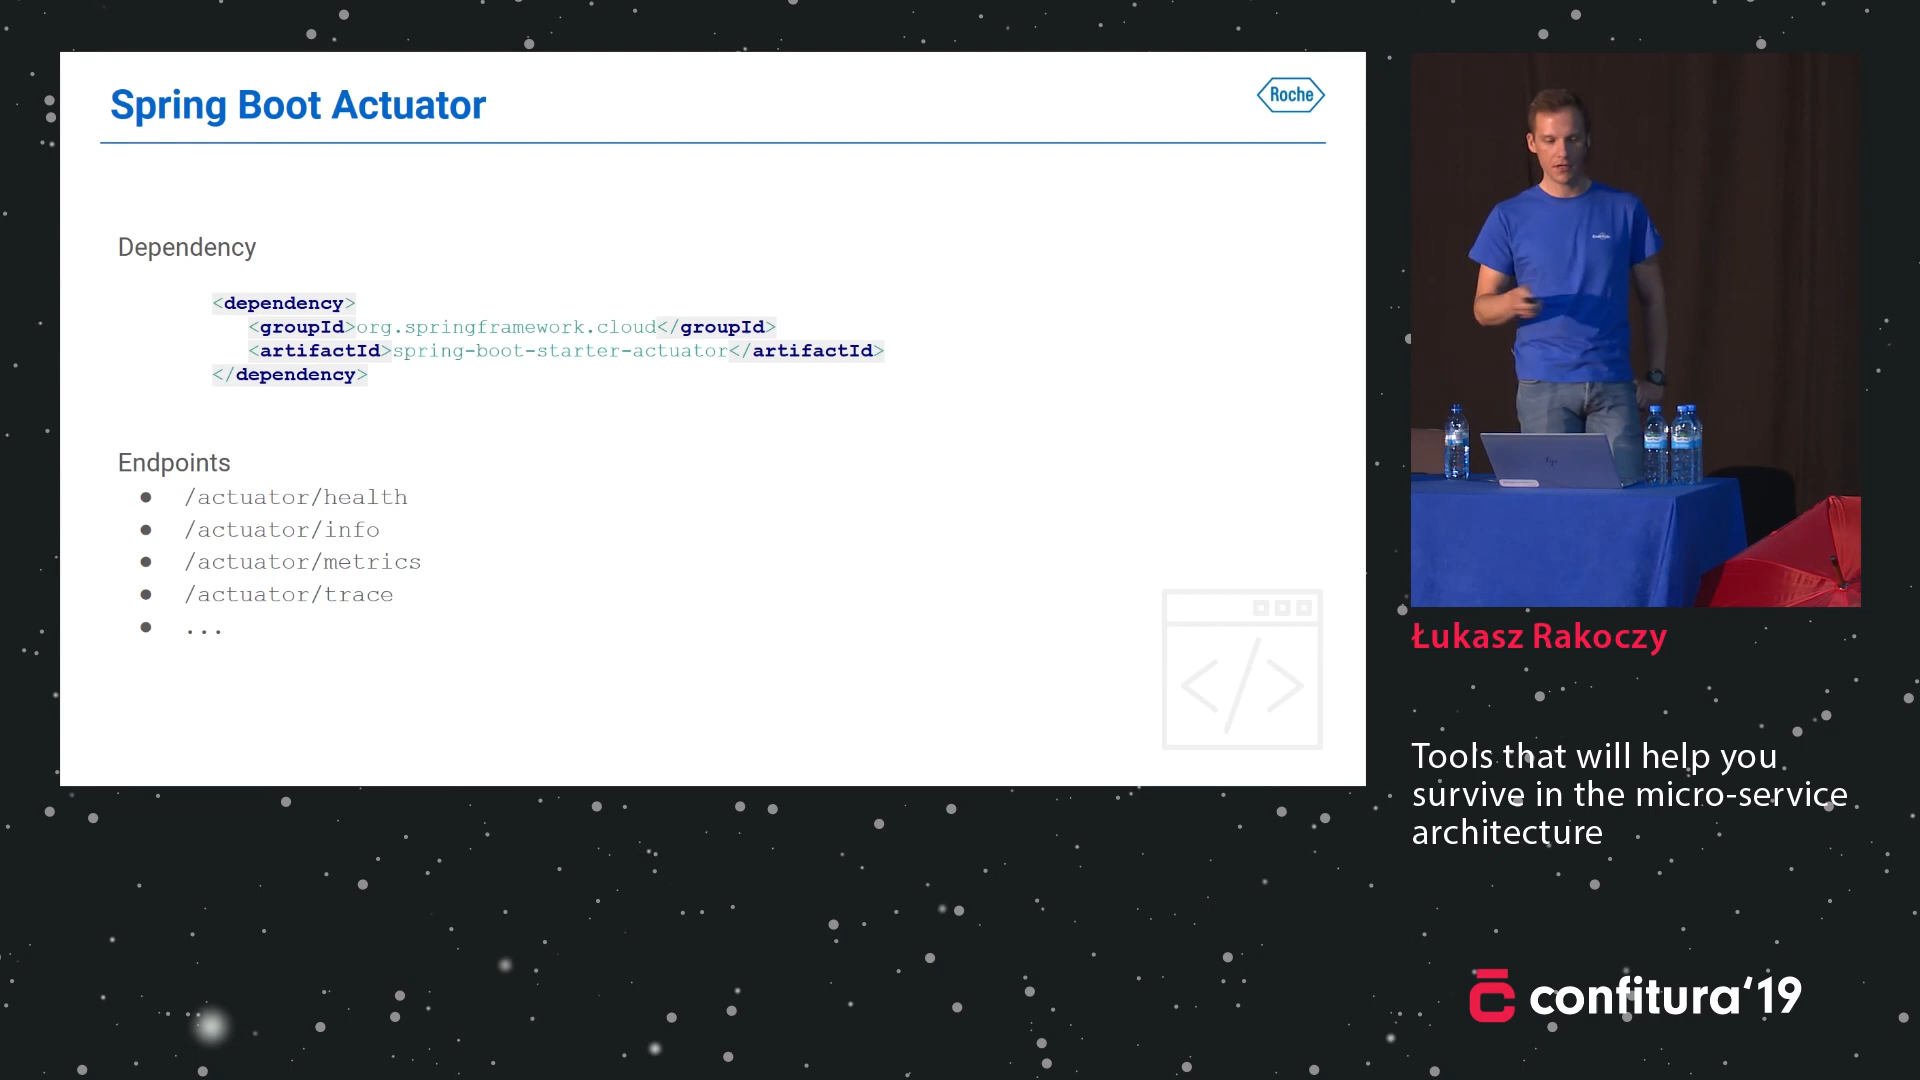 Spring Boot Actuator
Roche
Dependency
<dependency>
<groupId>org.springframework.cloud</groupId>
<artifactId>spring-boot-starter-actuator</artifactId>
</dependency>
Endpoints
● /actuator/health
● /actuator/info
● /actuator/metrics
● /actuator/trace
● ...
</>
Łukasz Rakoczy
Tools that will help you
survive in the micro-service
architecture
confitura‘19